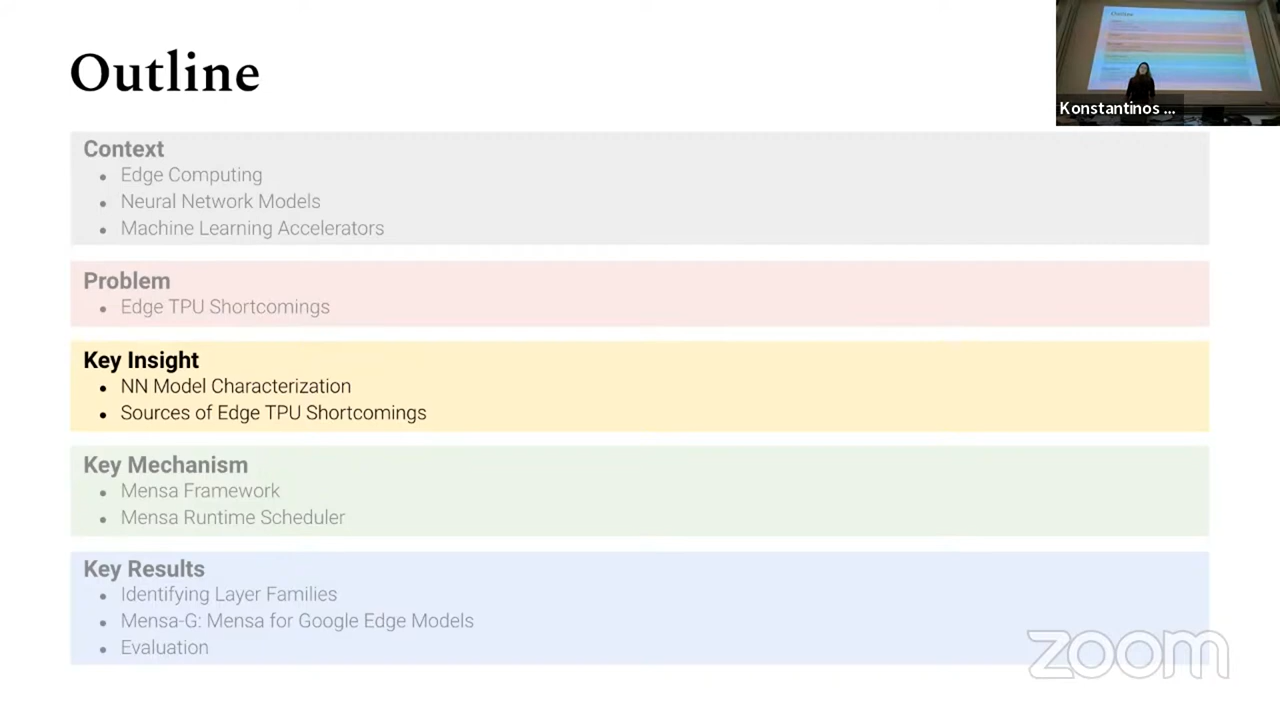 Outline
Konstantinos ...
Context
• Edge Computing
• Neural Network Models
• Machine Learning Accelerators
Problem
• Edge TPU Shortcomings
Key Insight
• NN Model Characterization
• Sources of Edge TPU Shortcomings
Key Mechanism
• Mensa Framework
• Mensa Runtime Scheduler
Key Results
• Identifying Layer Families
• Mensa-G: Mensa for Google Edge Models
• Evaluation
zoom